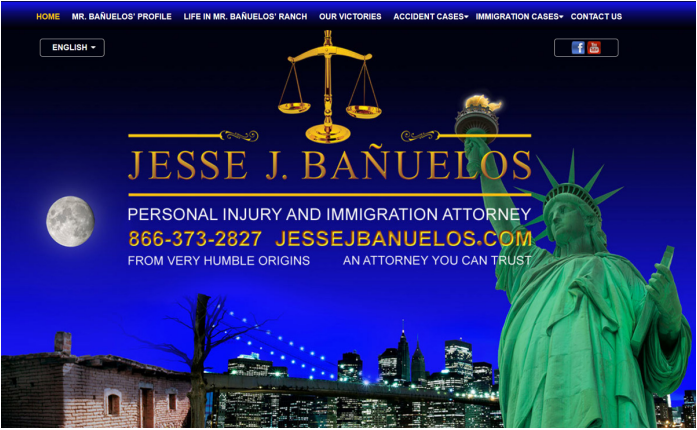 HOME MR. BAÑUELOS' PROFILE LIFE IN MR. BAÑUELOS' RANCH OUR VICTORIES ACCIDENT CASES IMMIGRATION CASES CONTACT US
ENGLISH
f You Tube
JESSE J. BAÑUELOS
PERSONAL INJURY AND IMMIGRATION ATTORNEY
866-373-2827 JESSEJBANUELOS.COM
FROM VERY HUMBLE ORIGINS AN ATTORNEY YOU CAN TRUST